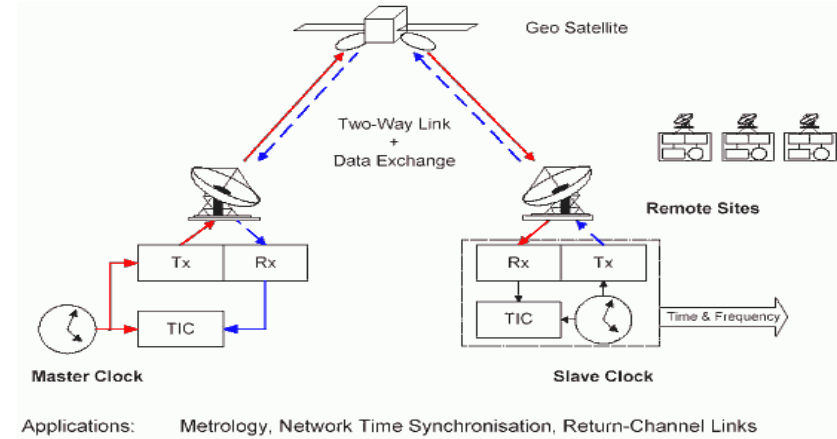 Geo Satellite
Two-Way Link
+
Data Exchange
Remote Sites
Tx Rx
Rx Tx
TIC
TIC
Time & Frequency
Master Clock
Slave Clock
Applications: Metrology, Network Time Synchronisation, Return-Channel Links